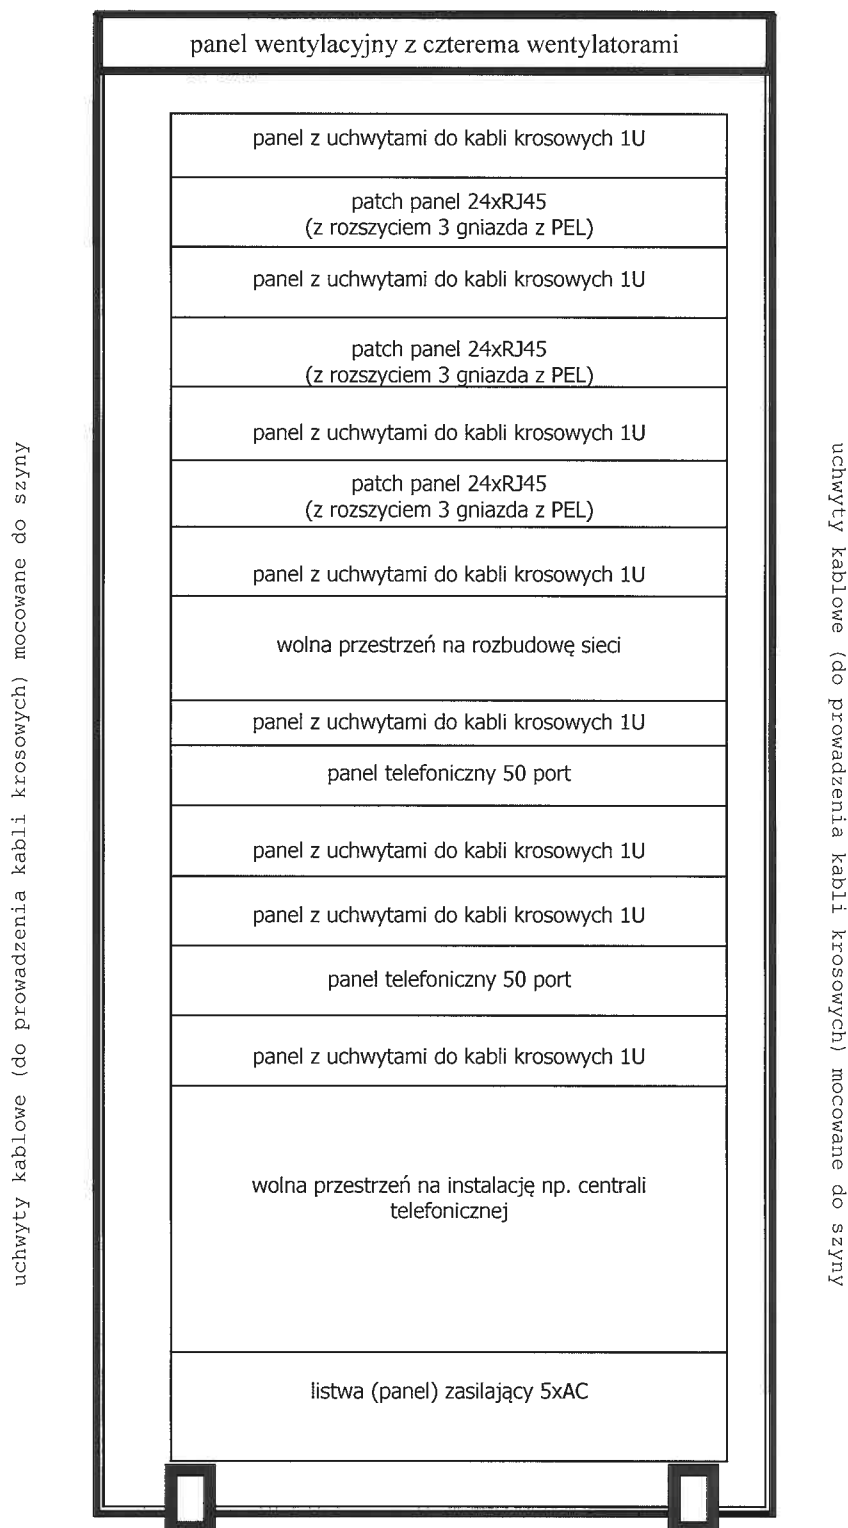 panel wentylacyjny z czterema wentylatorami
panel z uchwytami do kabli krosowych 1U
patch panel 24xRJ45
(z rozszyciem 3 gniazda z PEL)
panel z uchwytami do kabli krosowych 1U
patch panel 24xRJ45
(z rozszyciem 3 gniazda z PEL)
panel z uchwytami do kabli krosowych 1U
patch panel 24xRJ45
(z rozszyciem 3 gniazda z PEL)
panel z uchwytami do kabli krosowych 1U
wolna przestrzeń na rozbudowę sieci
panel z uchwytami do kabli krosowych 1U
panel telefoniczny 50 port
panel z uchwytami do kabli krosowych 1U
panel z uchwytami do kabli krosowych 1U
panel telefoniczny 50 port
panel z uchwytami do kabli krosowych 1U
wolna przestrzeń na instalację np. centrali
telefonicznej
listwa (panel) zasilający 5xAC
uchwyty kablowe (do prowadzenia kabli krosowych) mocowane do szyny
uchwyty kablowe (do prowadzenia kabli krosowych) mocowane do szyny